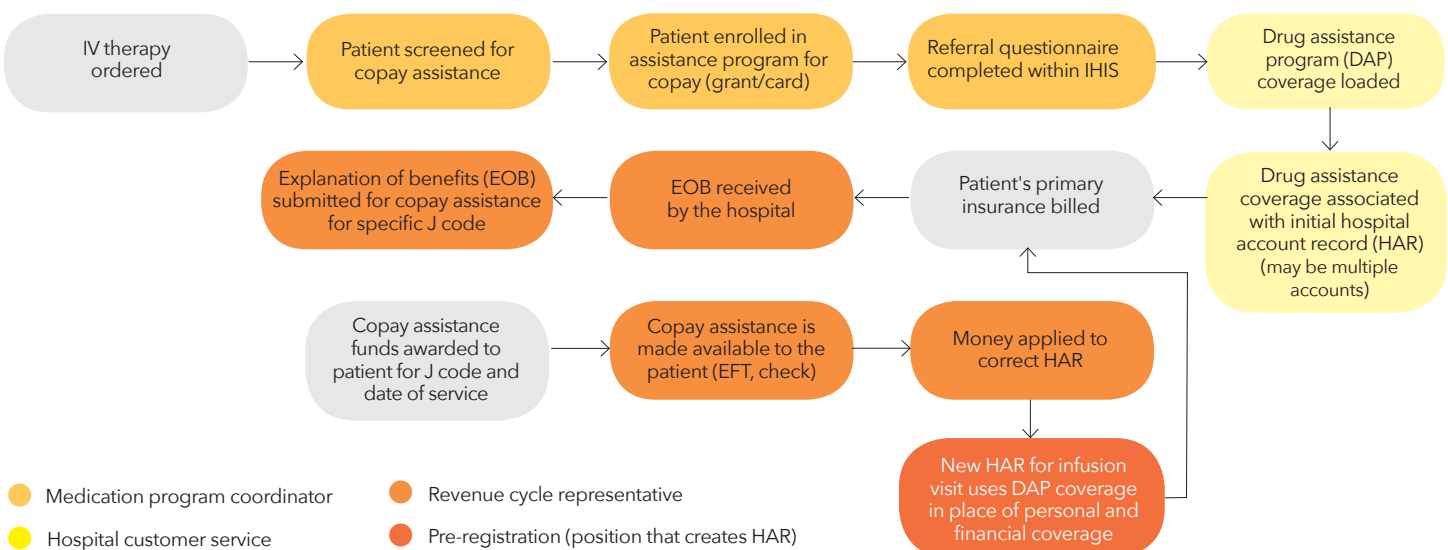 IV therapy
ordered
Patient screened for
copay assistance
Patient enrolled in
assistance program for
copay (grant/card)
Referral questionnaire
completed within IHIS
Drug assistance
program (DAP)
coverage loaded
Explanation of benefits (EOB)
submitted for copay assistance
for specific J code
EOB received
by the hospital
Patient's primary
insurance billed
Drug assistance
coverage associated
with initial hospital
account record (HAR)
(may be multiple
accounts)
Copay assistance
funds awarded to
patient for J code and
date of service
Copay assistance is
made available to the
patient (EFT, check)
Money applied to
correct HAR
New HAR for infusion
visit uses DAP coverage
in place of personal and
financial coverage
Medication program coordinator
Hospital customer service
Revenue cycle representative
Pre-registration (position that creates HAR)